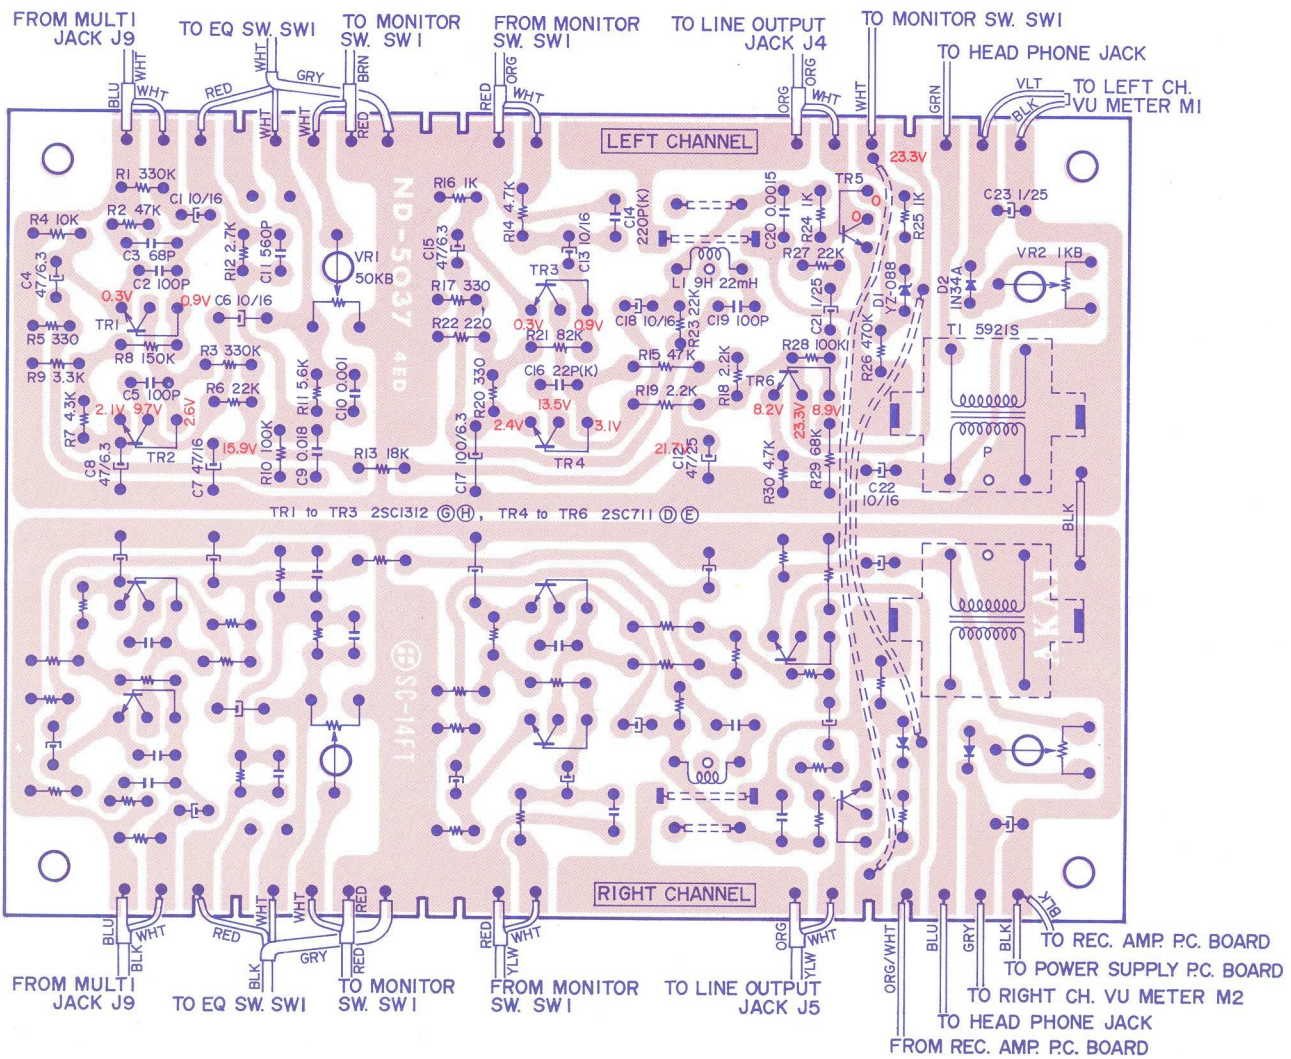 FROM MULTI
JACK J9
TO EQ SW. SW1
TO MONITOR
SW. SW1
FROM MONITOR
SW. SW1
TO LINE OUTPUT
JACK J4
TO MONITOR SW. SW1
TO HEAD PHONE JACK
TO LEFT CH.
VU METER M1
BLU
WHT
WHT
RED
WHT
WHT
GRY
WHT
BRN
RED
RED
ORG
WHT
ORG
ORG
WHT
WHT
GRN
VLT
BLK
LEFT CHANNEL
23.3V
R1 330K
C1 10/16
R2 47K
R4 10K
C3 68P
C2 100P
C4
47/6.3
0.3V
0.9V
TR1
R5 330
R8 150K
R9 3.3K
C5 100P
R7 4.3K
2.1V
9.7V
2.6V
TR2
C8
47/6.3
R12 2.7K
C11 560P
C6 10/16
R3 330K
R6 22K
15.9V
C7 47/16
R10 100K
C9 0.018
R11 5.6K
C10 0.001
VR1
50KB
R13 18K
ND-5037 4ED
R16 1K
R14 4.7K
C15
47/6.3
C13 10/16
C14
220P(K)
TR3
R17 330
0.3V
0.9V
R22 220
R21 82K
C16 22P(K)
R20 330
13.5V
2.4V
3.1V
TR4
C17 100/6.3
L1 9H 22mH
C18 10/16
R23 22K
C19 100P
R15 47K
R19 2.2K
R18 2.2K
21.7V
C12
47/25
C20 0.0015
R24 1K
TR5
0
0
R25 1K
R27 22K
C21 1/25
D1
YZ-088
R26 470K
R28 100K
TR6
8.2V
23.3V
8.9V
R30 4.7K
R29 68K
C22
10/16
C23 1/25
VR2 1KB
D2
IN34A
T1 5921S
P
BLK
TR1 to TR3 2SC1312 Ⓖ Ⓗ, TR4 to TR6 2SC711 Ⓓ Ⓔ
SC-14FT
AKAI
RIGHT CHANNEL
BLU
WHT
BLK
RED
WHT
BLK
WHT
GRY
RED
RED
RED
WHT
YLW
ORG
WHT
YLW
ORG/WHT
BLU
GRY
BLK
BLK
FROM MULTI
JACK J9
TO EQ SW. SW1
TO MONITOR
SW. SW1
FROM MONITOR
SW. SW1
TO LINE OUTPUT
JACK J5
TO REC. AMP. P.C. BOARD
TO POWER SUPPLY P.C. BOARD
TO RIGHT CH. VU METER M2
TO HEAD PHONE JACK
FROM REC. AMP. P.C. BOARD